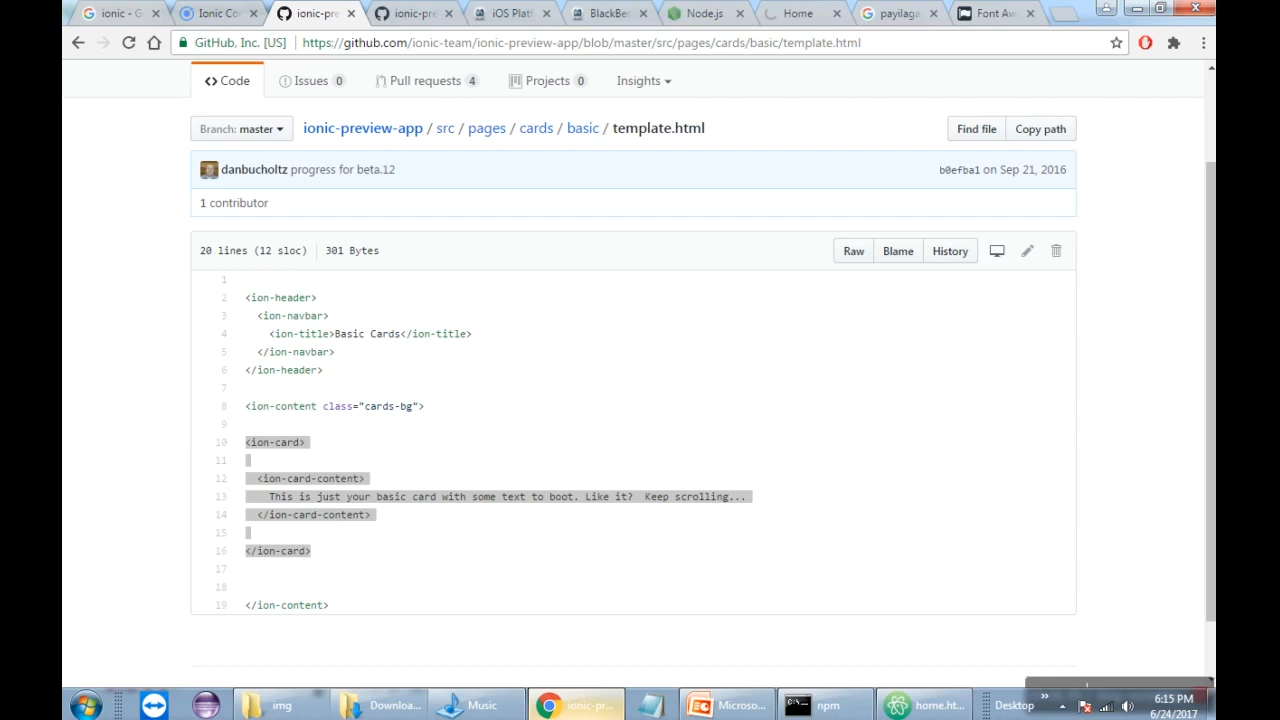 ionic - G
Ionic Co
ionic-pre
ionic-pre
iOS Platf
BlackBer
Node.js
Home
payilaga
Font Aw
GitHub, Inc. [US]
https://github.com/ionic-team/ionic-preview-app/blob/master/src/pages/cards/basic/template.html
Code
Issues 0
Pull requests 4
Projects 0
Insights
Branch: master
ionic-preview-app / src / pages / cards / basic / template.html
Find file
Copy path
danbucholtz progress for beta.12
b0efba1 on Sep 21, 2016
1 contributor
20 lines (12 sloc)
301 Bytes
Raw
Blame
History
1
2 <ion-header>
3 <ion-navbar>
4 <ion-title>Basic Cards</ion-title>
5 </ion-navbar>
6 </ion-header>
7
8 <ion-content class="cards-bg">
9
10 <ion-card>
11
12 <ion-card-content>
13 This is just your basic card with some text to boot. Like it? Keep scrolling...
14 </ion-card-content>
15
16 </ion-card>
17
18
19 </ion-content>
img
Downloa...
Music
ionic-pr...
Microso...
npm
home.ht...
Desktop
6:15 PM
6/24/2017